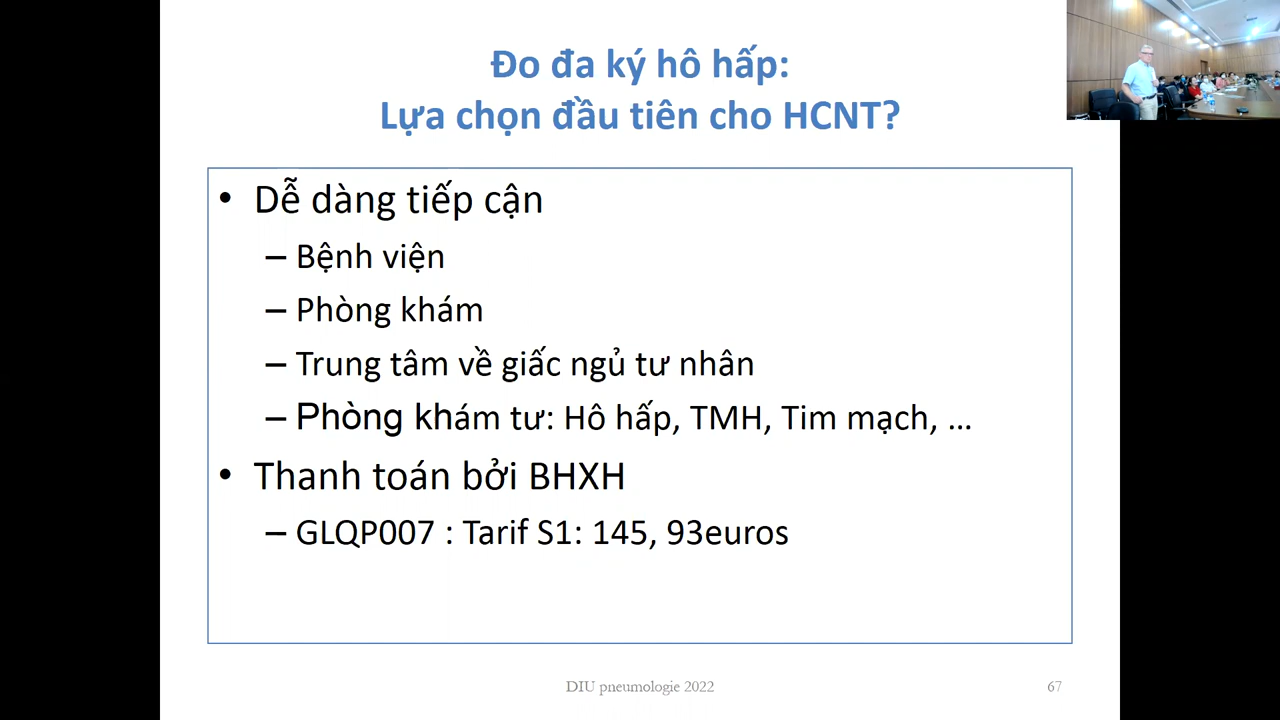 Đo đa ký hô hấp:
Lựa chọn đầu tiên cho HCNT?
• Dễ dàng tiếp cận
– Bệnh viện
– Phòng khám
– Trung tâm về giấc ngủ tư nhân
– Phòng khám tư: Hô hấp, TMH, Tim mạch, ...
• Thanh toán bởi BHXH
– GLQP007 : Tarif S1: 145, 93euros
DIU pneumologie 2022
67